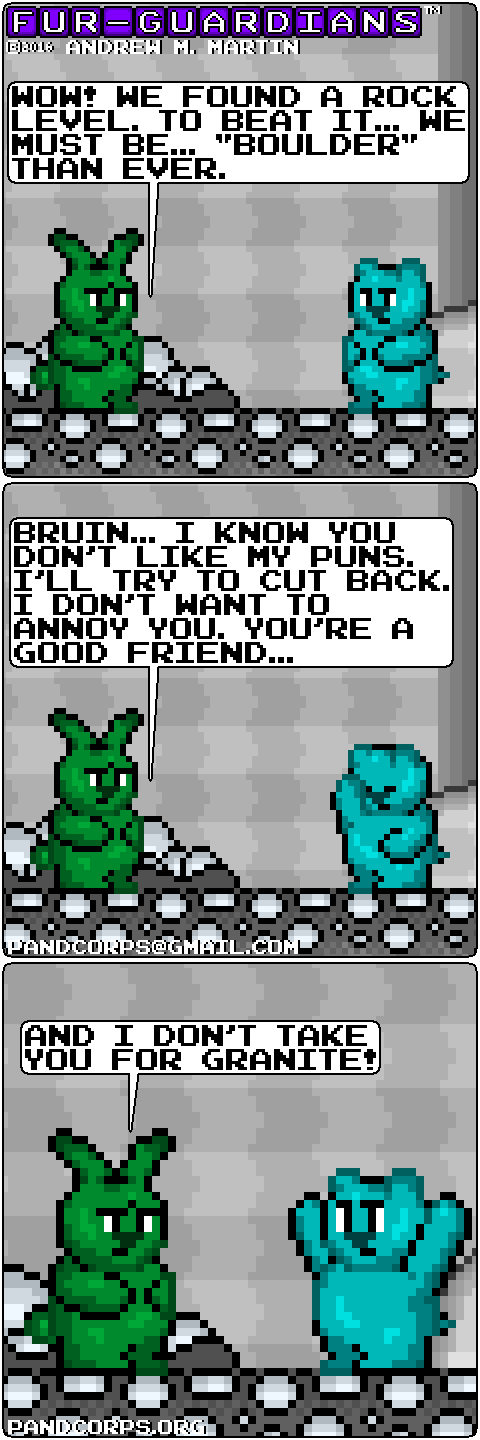 FUR-GUARDIANS™
©2016 ANDREW M. MARTIN
WOW! WE FOUND A ROCK
LEVEL. TO BEAT IT... WE
MUST BE... "BOULDER"
THAN EVER.
BRUIN... I KNOW YOU
DON'T LIKE MY PUNS.
I'LL TRY TO CUT BACK.
I DON'T WANT TO
ANNOY YOU. YOU'RE A
GOOD FRIEND...
PANDCORPS@GMAIL.COM
AND I DON'T TAKE
YOU FOR GRANITE!
PANDCORPS.ORG